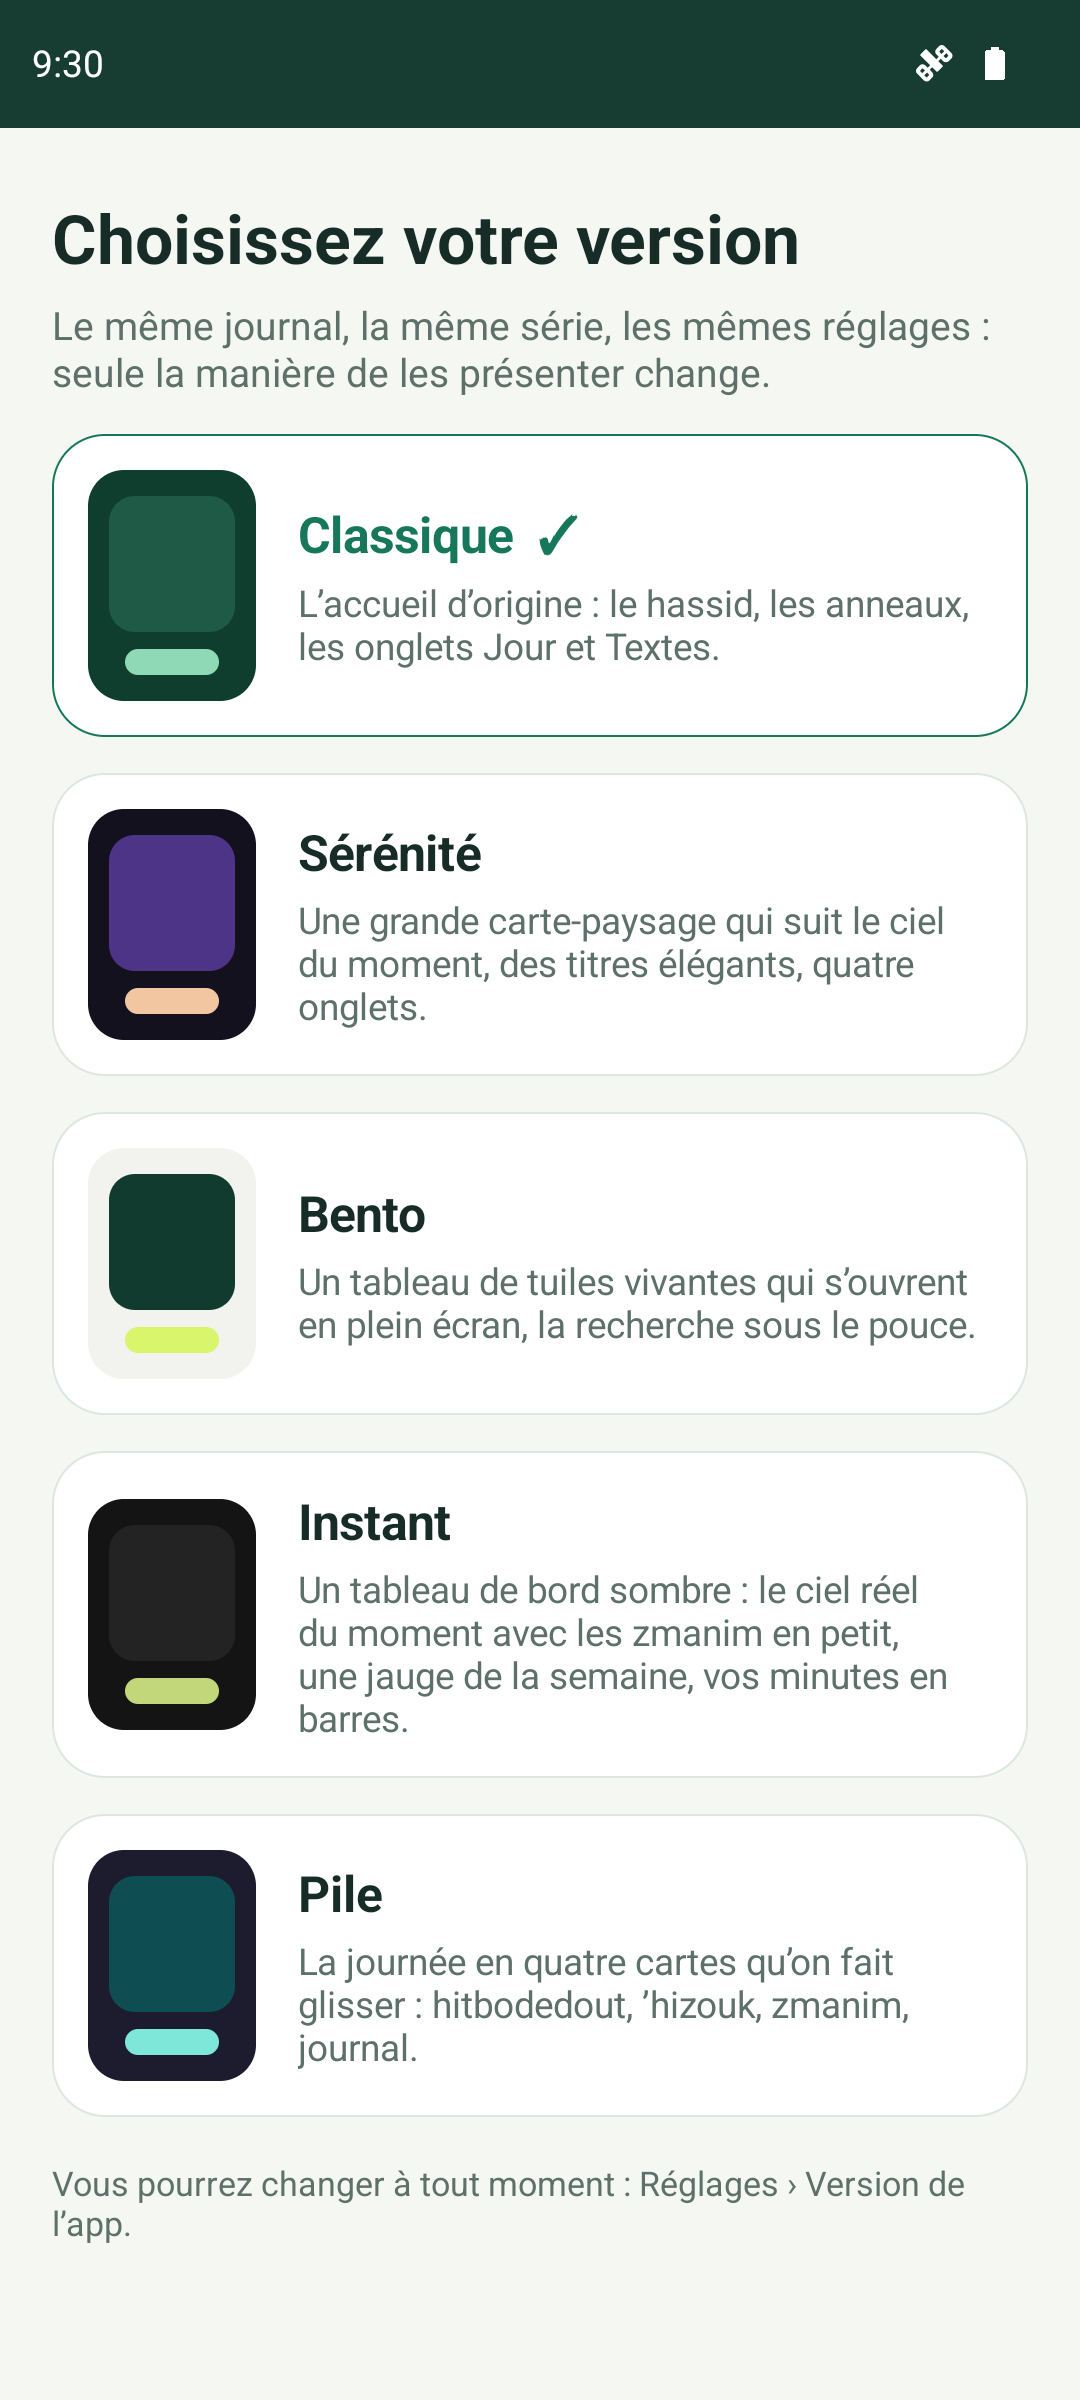 9:30
Choisissez votre version
Le même journal, la même série, les mêmes réglages :
seule la manière de les présenter change.
Classique ✓
L’accueil d’origine : le hassid, les anneaux,
les onglets Jour et Textes.
Sérénité
Une grande carte-paysage qui suit le ciel
du moment, des titres élégants, quatre
onglets.
Bento
Un tableau de tuiles vivantes qui s’ouvrent
en plein écran, la recherche sous le pouce.
Instant
Un tableau de bord sombre : le ciel réel
du moment avec les zmanim en petit,
une jauge de la semaine, vos minutes en
barres.
Pile
La journée en quatre cartes qu’on fait
glisser : hitbodedout, ’hizouk, zmanim,
journal.
Vous pourrez changer à tout moment : Réglages › Version de
l’app.